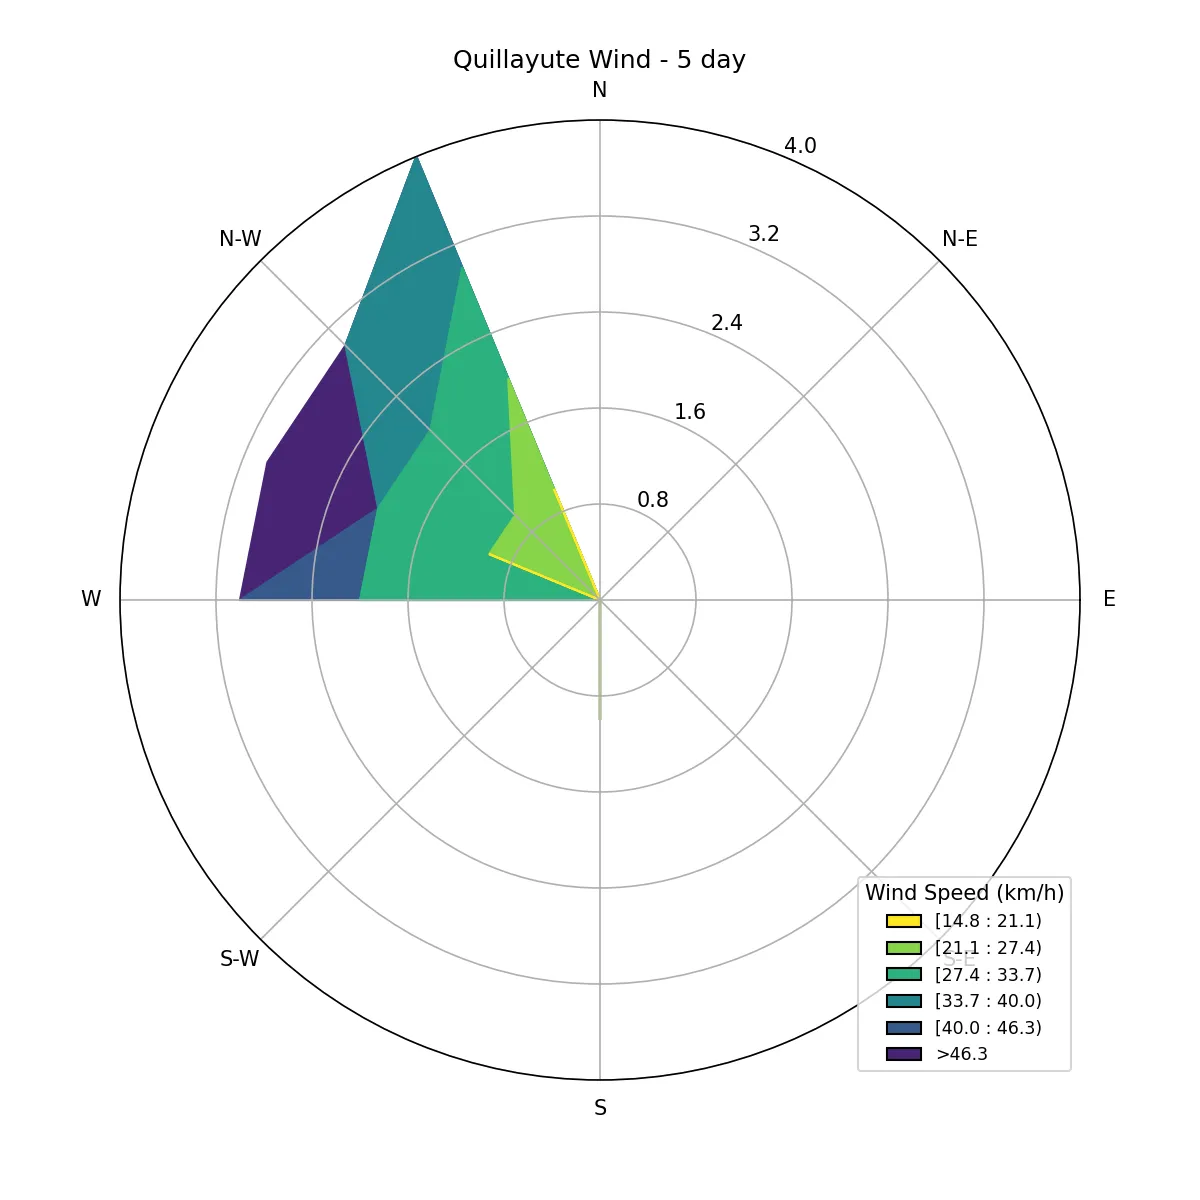 Quillayute Wind - 5 day
N
4.0
N-W
N-E
3.2
2.4
1.6
0.8
W
E
Wind Speed (km/h)
[14.8 : 21.1)
[21.1 : 27.4)
S-W
S-E
[27.4 : 33.7)
[33.7 : 40.0)
[40.0 : 46.3)
>46.3
S